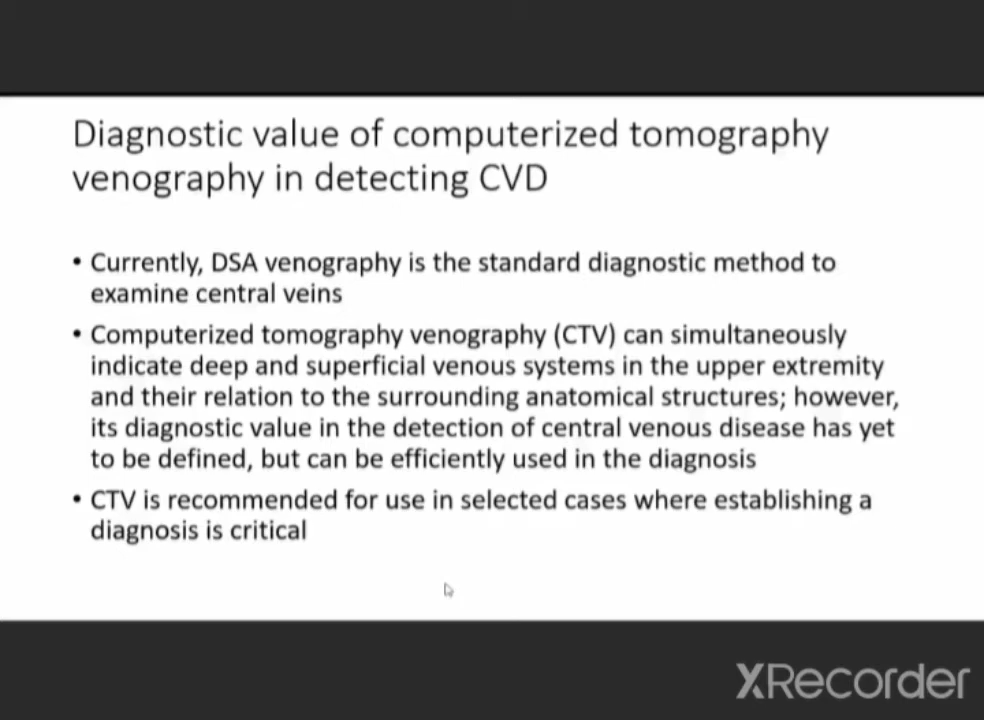 Diagnostic value of computerized tomography
venography in detecting CVD
• Currently, DSA venography is the standard diagnostic method to
examine central veins
• Computerized tomography venography (CTV) can simultaneously
indicate deep and superficial venous systems in the upper extremity
and their relation to the surrounding anatomical structures; however,
its diagnostic value in the detection of central venous disease has yet
to be defined, but can be efficiently used in the diagnosis
• CTV is recommended for use in selected cases where establishing a
diagnosis is critical
XRecorder